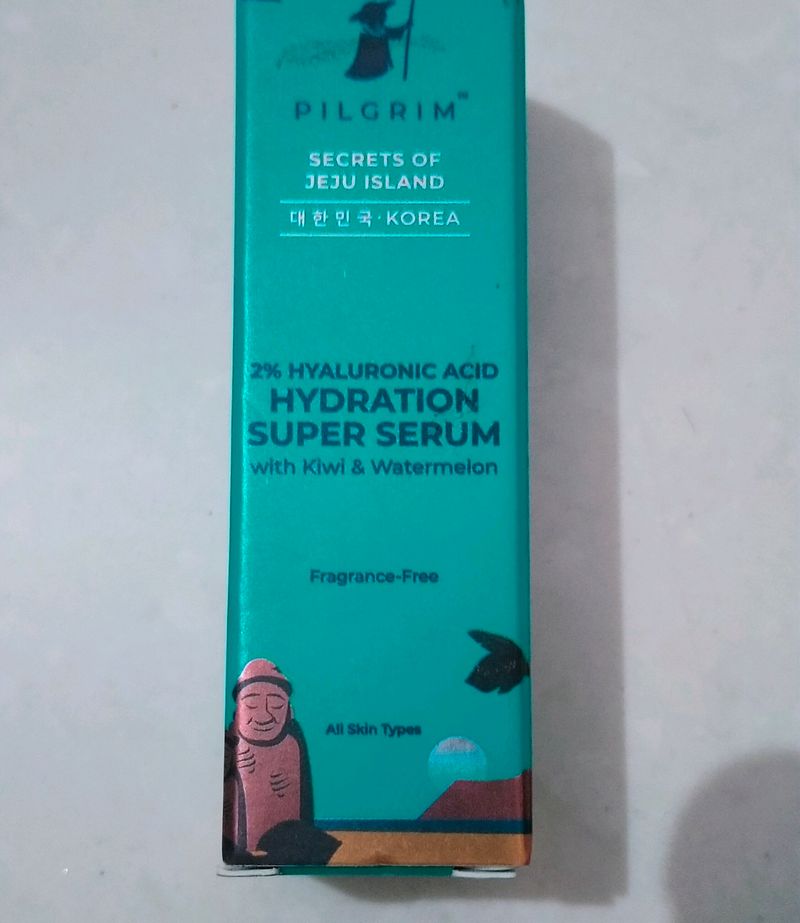 PILGRIM™
SECRETS OF
JEJU ISLAND
대한민국·KOREA
2% HYALURONIC ACID
HYDRATION
SUPER SERUM
with Kiwi & Watermelon
Fragrance-Free
All Skin Types